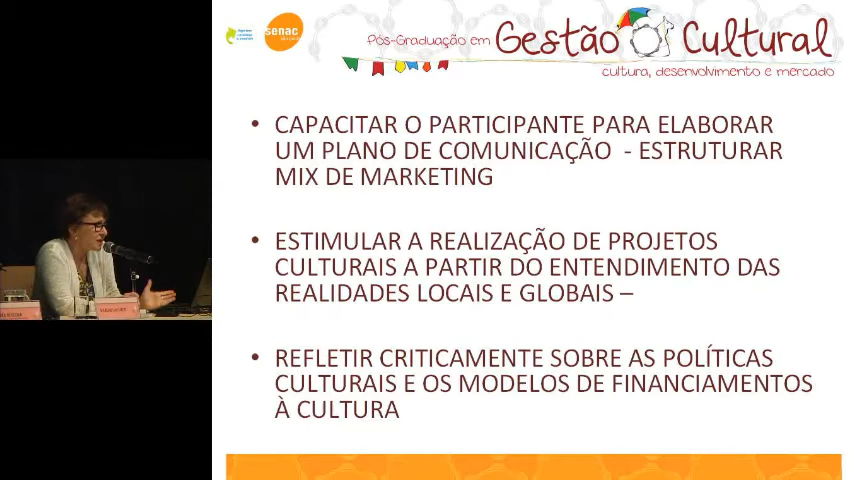 senac
Pós-Graduação em Gestão Cultural
cultura, desenvolvimento e mercado
• CAPACITAR O PARTICIPANTE PARA ELABORAR
UM PLANO DE COMUNICAÇÃO - ESTRUTURAR
MIX DE MARKETING
• ESTIMULAR A REALIZAÇÃO DE PROJETOS
CULTURAIS A PARTIR DO ENTENDIMENTO DAS
REALIDADES LOCAIS E GLOBAIS –
• REFLETIR CRITICAMENTE SOBRE AS POLÍTICAS
CULTURAIS E OS MODELOS DE FINANCIAMENTOS
À CULTURA